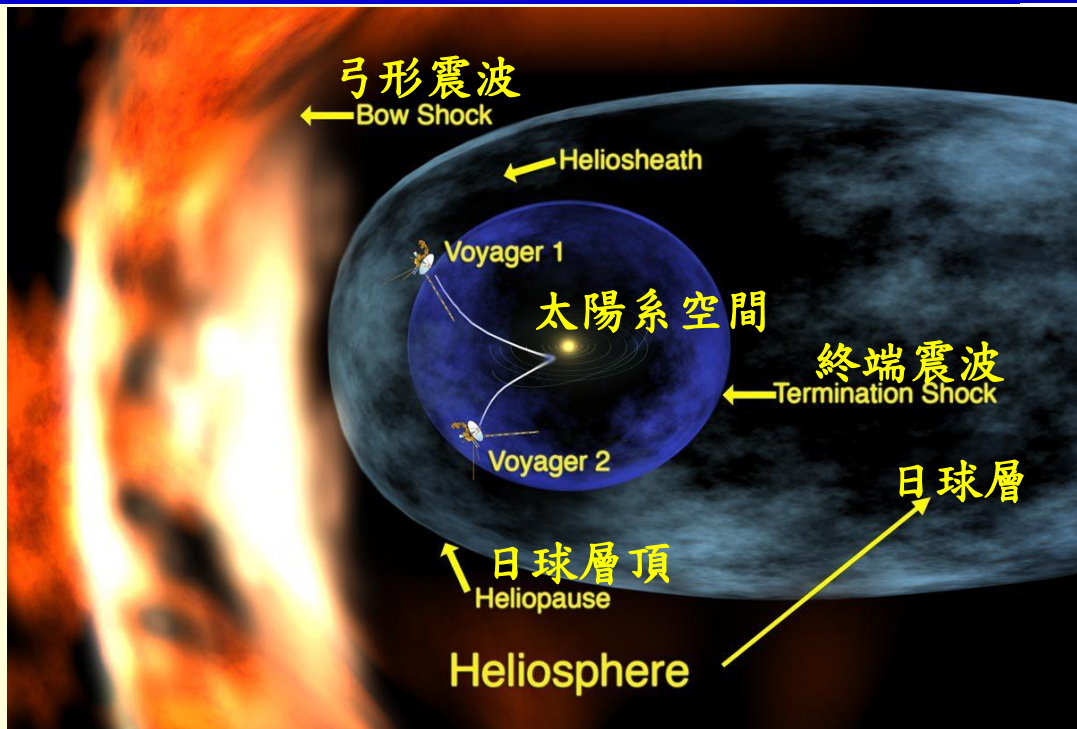 弓形震波
Bow Shock
Heliosheath
Voyager 1
太陽系空間
終端震波
Termination Shock
Voyager 2
日球層
日球層頂
Heliopause
Heliosphere